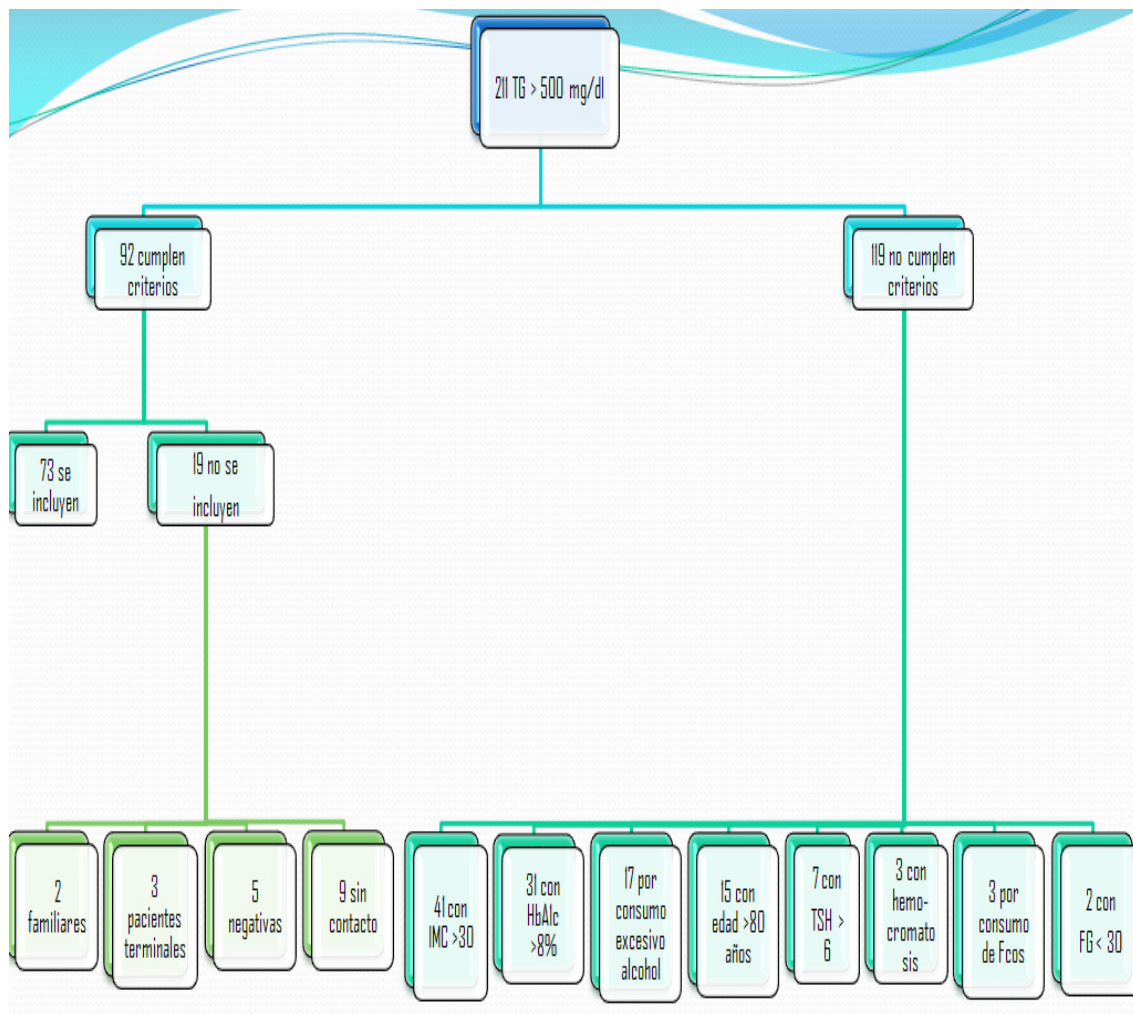 211 TG > 500 mg/dl
92 cumplen
criterios
119 no cumplen
criterios
73 se
incluyen
19 no se
incluyen
2
familiares
3
pacientes
terminales
5
negativas
9 sin
contacto
41 con
IMC >30
31 con
HbA1c
>8%
17 por
consumo
excesivo
alcohol
15 con
edad >80
años
7 con
TSH >
6
3 con
hemo-
cromato
sis
3 por
consumo
de Fcos
2 con
FG < 30